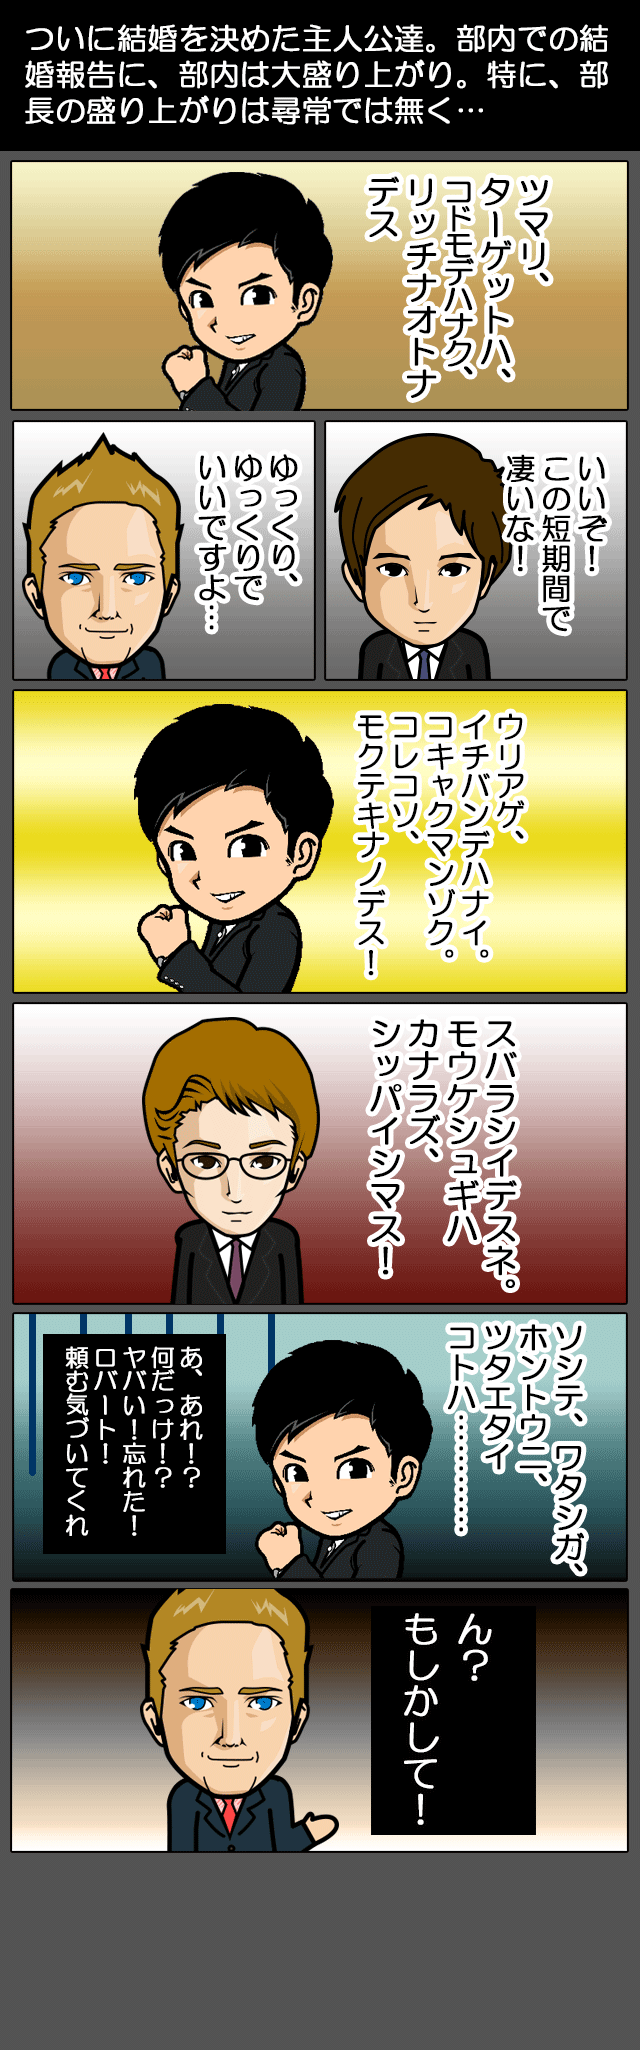 ついに結婚を決めた主人公達。部内での結
婚報告に、部内は大盛り上がり。特に、部
長の盛り上がりは尋常では無く…
ツマリ、
ターゲットハ、
コドモデハナク、
リッチナオトナ
デス
いいぞ！
この短期間で
凄いな！
ゆっくり、
ゆっくりで
いいですよ…
ウリアゲ、
イチバンデハナイ。
コキャクマンゾク。
コレコソ、
モクテキナノデス！
スバラシイデスネ。
モウケシュギハ
カナラズ、
シッパイシマス！
ソシテ、ワタシガ、
ホントウニ、
ツタエタイ
コトハ……………
あ、あれ！？
何だっけ！？
ヤバい！忘れた！
ロバート！
頼む気づいてくれ
ん？
もしかして！